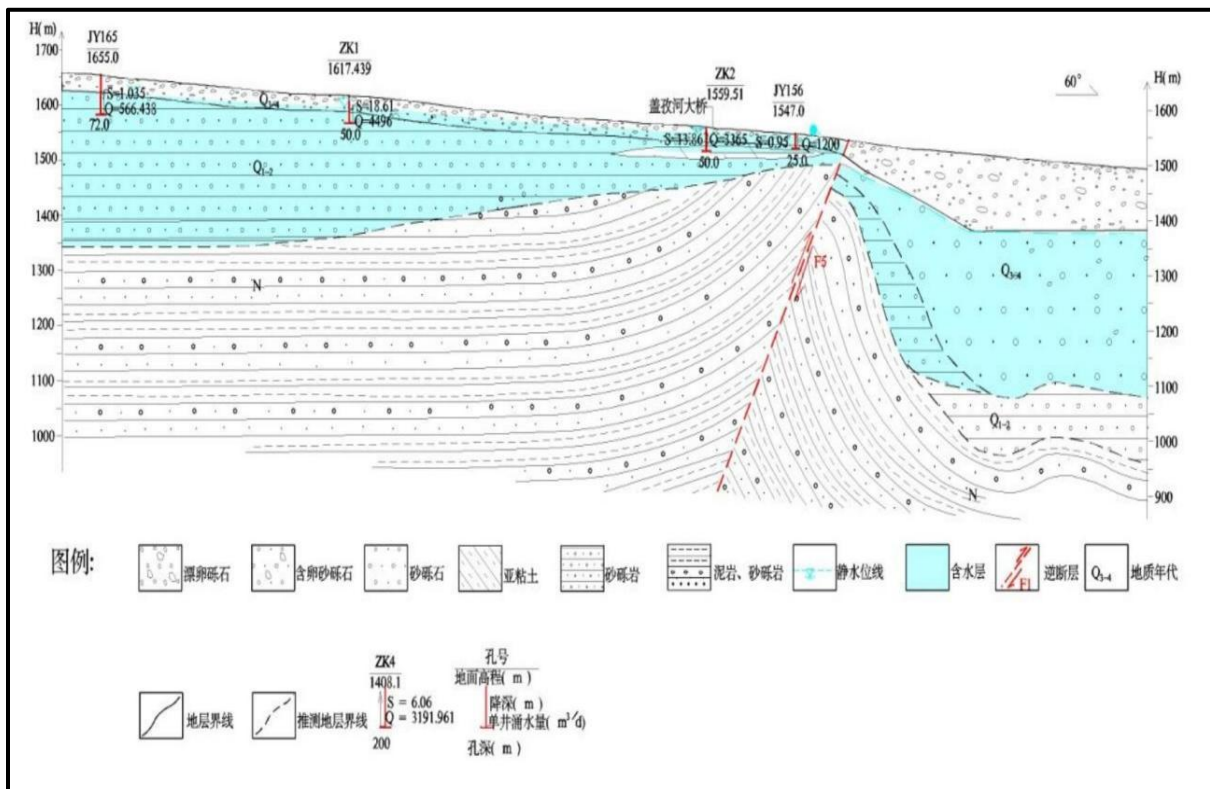 H(m)
1700
1600
1500
1400
1300
1200
1100
1000
JY165
1655.0
S=1.035
Q=566.438
72.0
ZK1
1617.439
S=18.61
Q=4496
50.0
ZK2
1559.51
盖孜河大桥
S=13.86
Q=3365
50.0
JY156
1547.0
S=0.95
Q=1200
25.0
60°
H(m)
1600
1500
1400
1300
1200
1100
1000
900
Q₃₋₄
Q₁₋₂
N
F5
Q₃₋₄
Q₁₋₂
N
图例:
漂卵砾石
含卵砂砾石
砂砾石
亚粘土
砂砾岩
泥岩、砂砾岩
静水位线
含水层
F1
逆断层
Q₃₋₄
地质年代
地层界线
推测地层界线
ZK4
1408.1
S = 6.06
Q = 3191.961
200
孔号
地面高程( m )
降深( m )
单井涌水量( m³/d)
孔深( m )